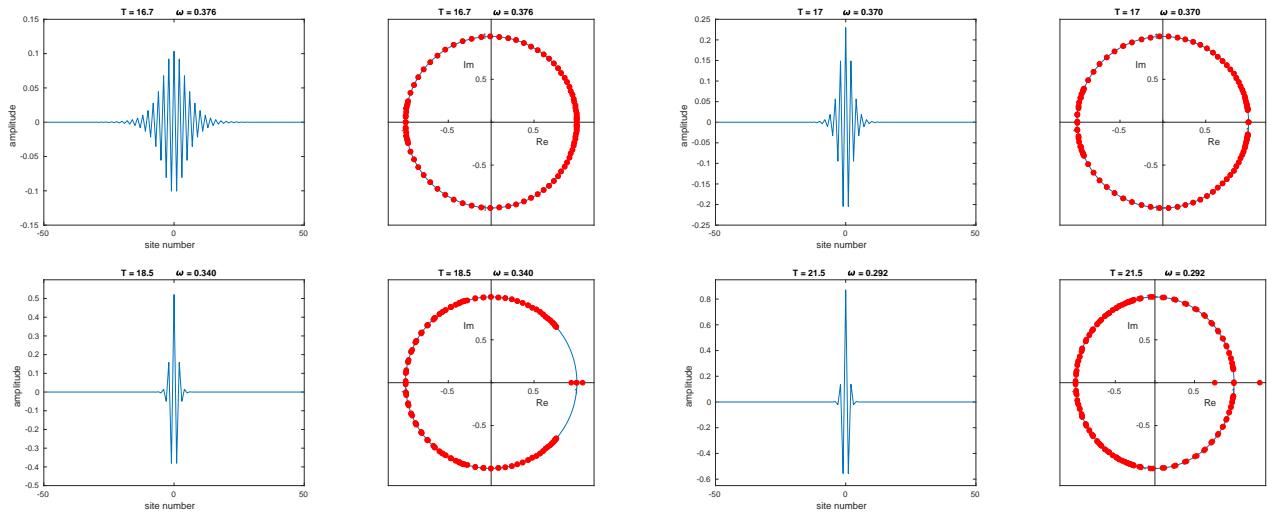 T = 16.7 ω = 0.376
0.15
0.1
0.05
0
-0.05
-0.1
-0.15
amplitude
-50
0
50
site number
T = 16.7 ω = 0.376
Im
0.5
-0.5
0.5
Re
-0.5
T = 17 ω = 0.370
0.25
0.2
0.15
0.1
0.05
0
-0.05
-0.1
-0.15
-0.2
-0.25
amplitude
-50
0
50
site number
T = 17 ω = 0.370
Im
0.5
-0.5
0.5
Re
-0.5
T = 18.5 ω = 0.340
0.5
0.4
0.3
0.2
0.1
0
-0.1
-0.2
-0.3
-0.4
-0.5
amplitude
-50
0
50
site number
T = 18.5 ω = 0.340
Im
0.5
-0.5
0.5
Re
-0.5
T = 21.5 ω = 0.292
0.8
0.6
0.4
0.2
0
-0.2
-0.4
-0.6
amplitude
-50
0
50
site number
T = 21.5 ω = 0.292
Im
0.5
-0.5
0.5
Re
-0.5